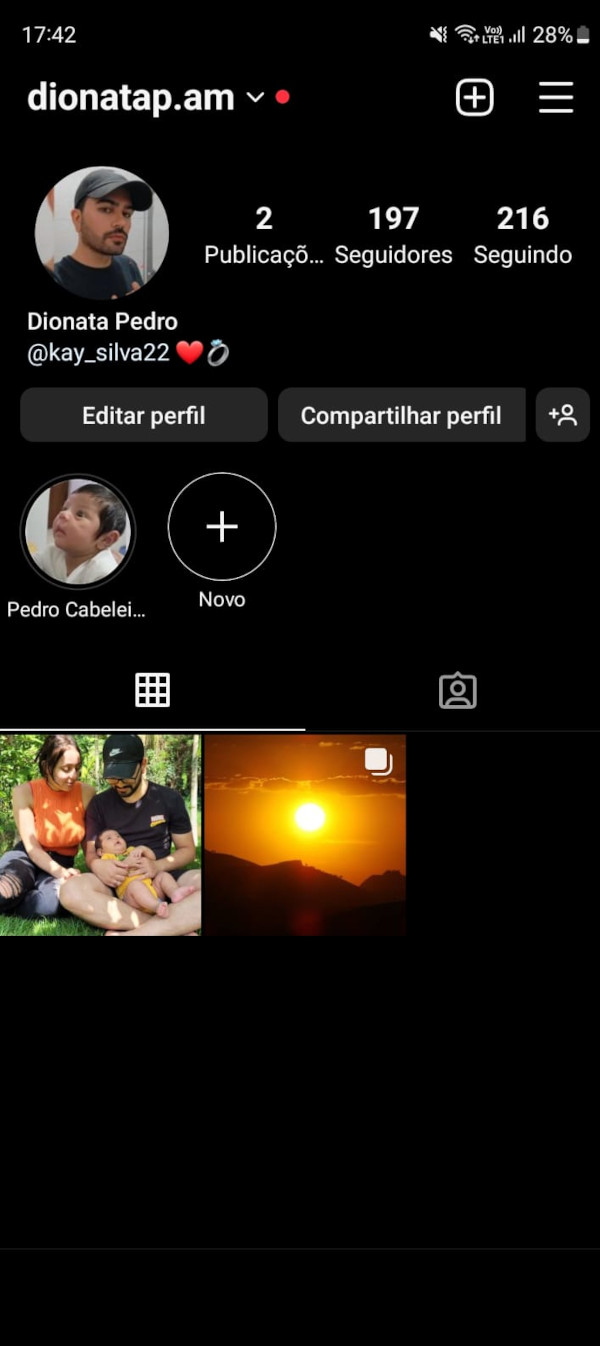 17:42 Vo)) LTE1 28%
dionatap.am
2 197 216
Publicaçõ... Seguidores Seguindo
Dionata Pedro
@kay_silva22 ❤️💍
Editar perfil Compartilhar perfil
Pedro Cabelei... Novo